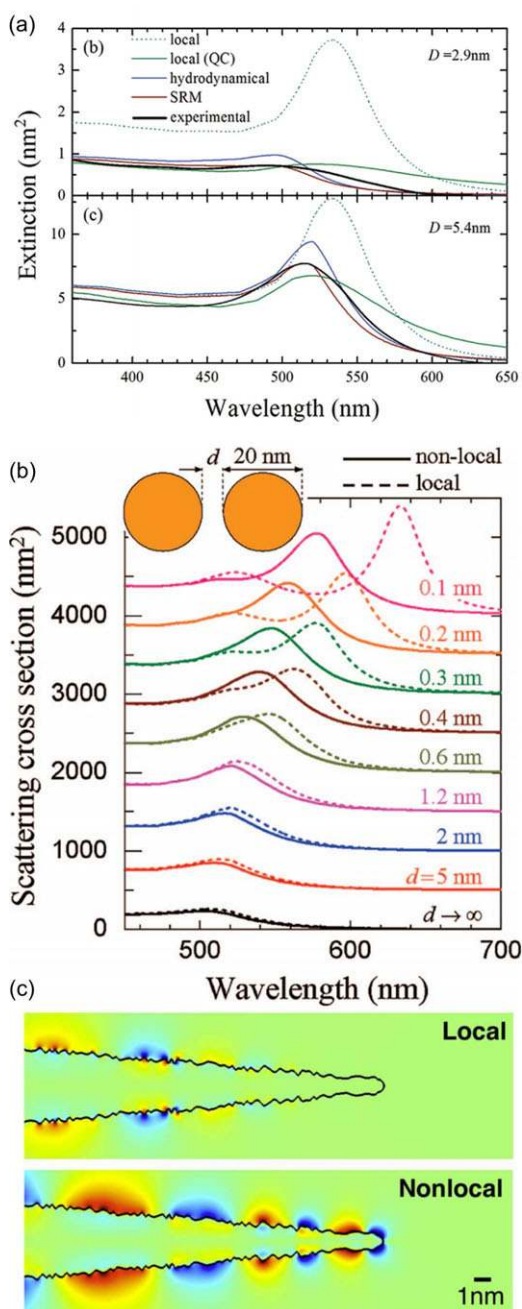 (a)
(b)
local
local (QC)
hydrodynamical
SRM
experimental
D=2.9nm
4
3
2
1
0
(c)
D=5.4nm
10
5
0
Extinction (nm²)
400 450 500 550 600 650
Wavelength (nm)
(b)
d 20 nm
non-local
local
5000
4000
3000
2000
1000
0
Scattering cross section (nm²)
0.1 nm
0.2 nm
0.3 nm
0.4 nm
0.6 nm
1.2 nm
2 nm
d=5 nm
d→∞
500 600 700
Wavelength (nm)
(c)
Local
Nonlocal
1nm